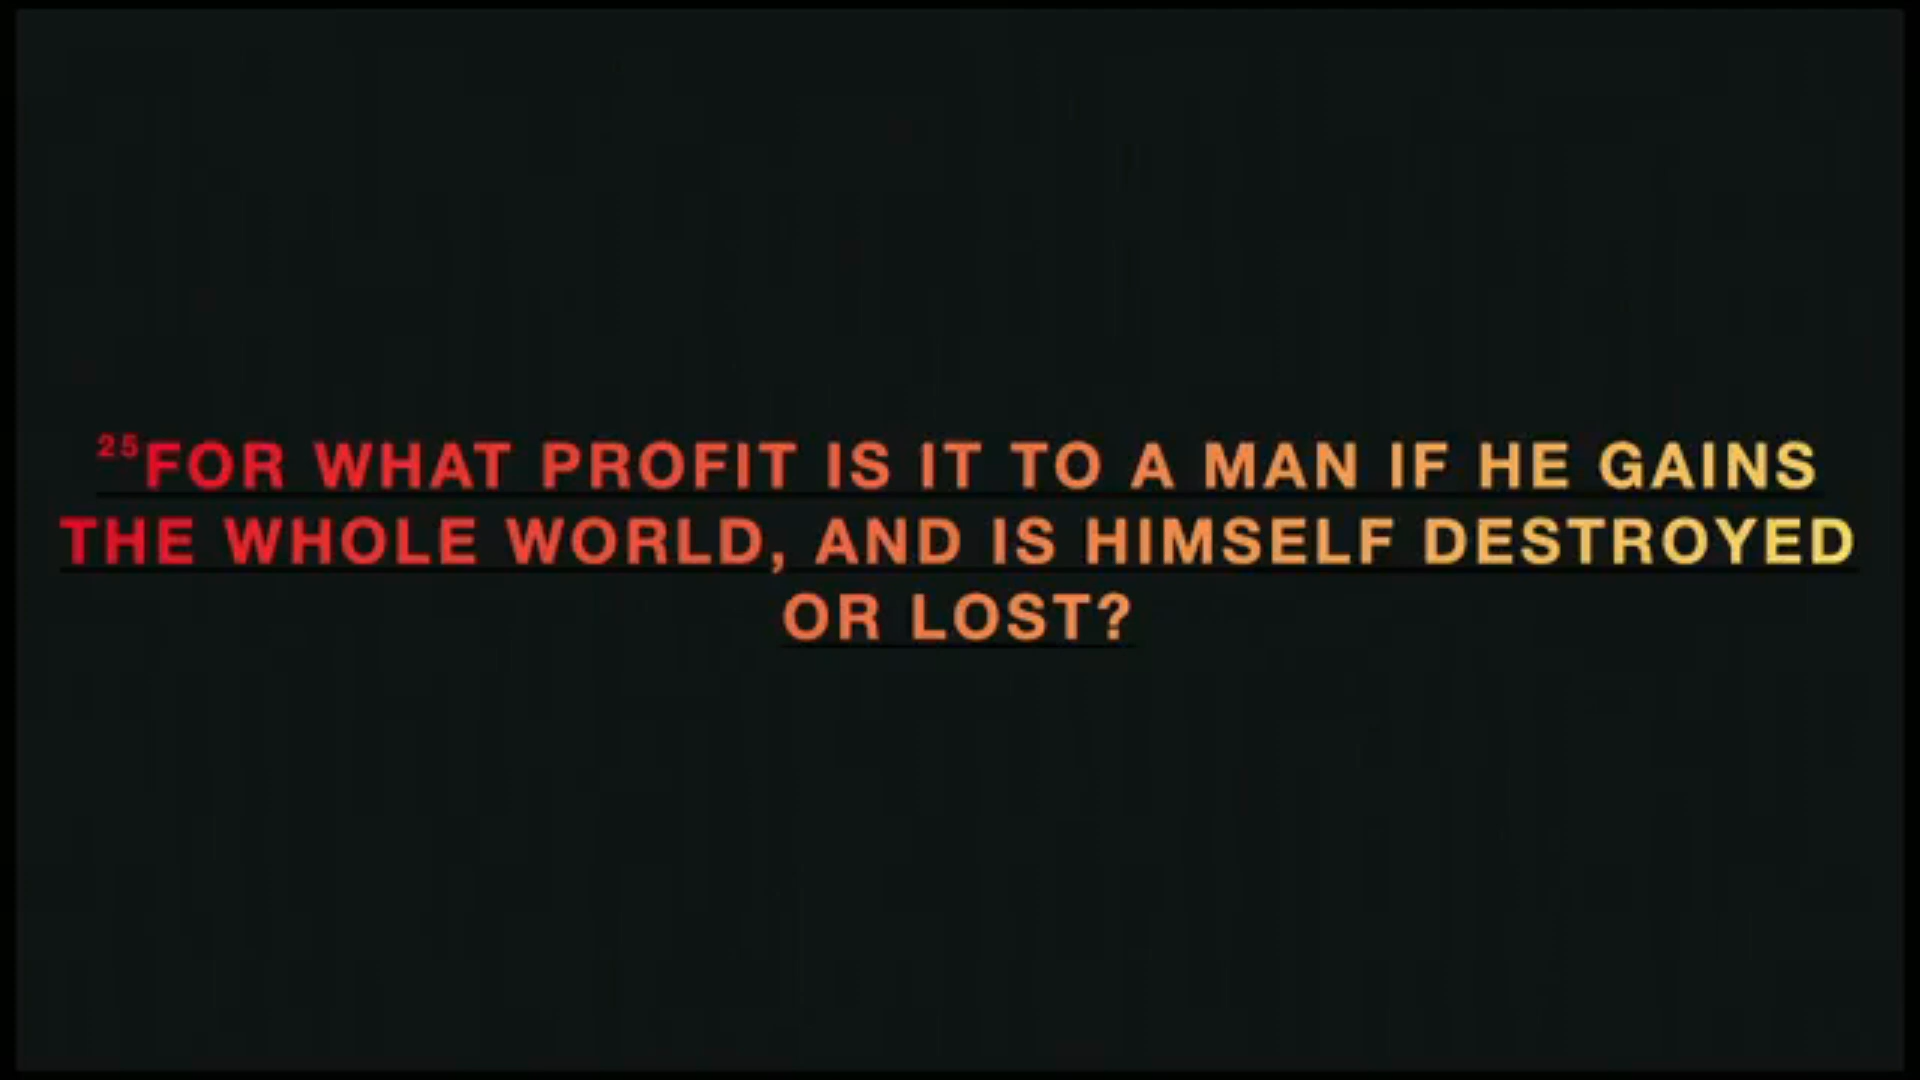 ²⁵FOR WHAT PROFIT IS IT TO A MAN IF HE GAINS
THE WHOLE WORLD, AND IS HIMSELF DESTROYED
OR LOST?